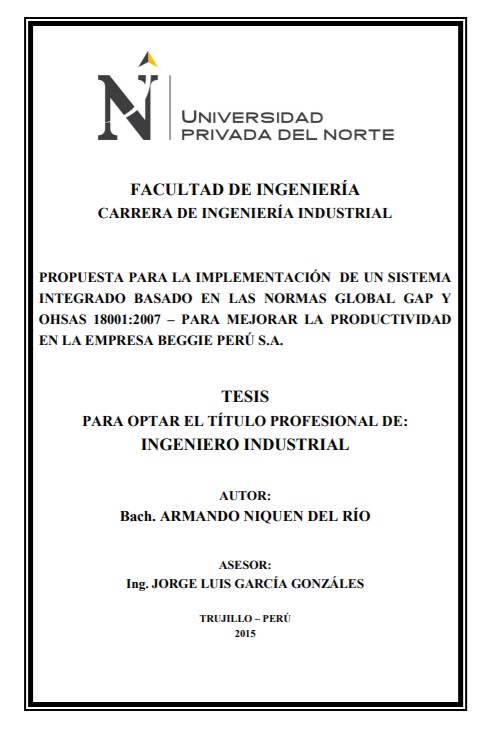 UNIVERSIDAD
PRIVADA DEL NORTE
FACULTAD DE INGENIERÍA
CARRERA DE INGENIERÍA INDUSTRIAL
PROPUESTA PARA LA IMPLEMENTACIÓN DE UN SISTEMA
INTEGRADO BASADO EN LAS NORMAS GLOBAL GAP Y
OHSAS 18001:2007 – PARA MEJORAR LA PRODUCTIVIDAD
EN LA EMPRESA BEGGIE PERÚ S.A.
TESIS
PARA OPTAR EL TÍTULO PROFESIONAL DE:
INGENIERO INDUSTRIAL
AUTOR:
Bach. ARMANDO NIQUEN DEL RÍO
ASESOR:
Ing. JORGE LUIS GARCÍA GONZÁLES
TRUJILLO – PERÚ
2015